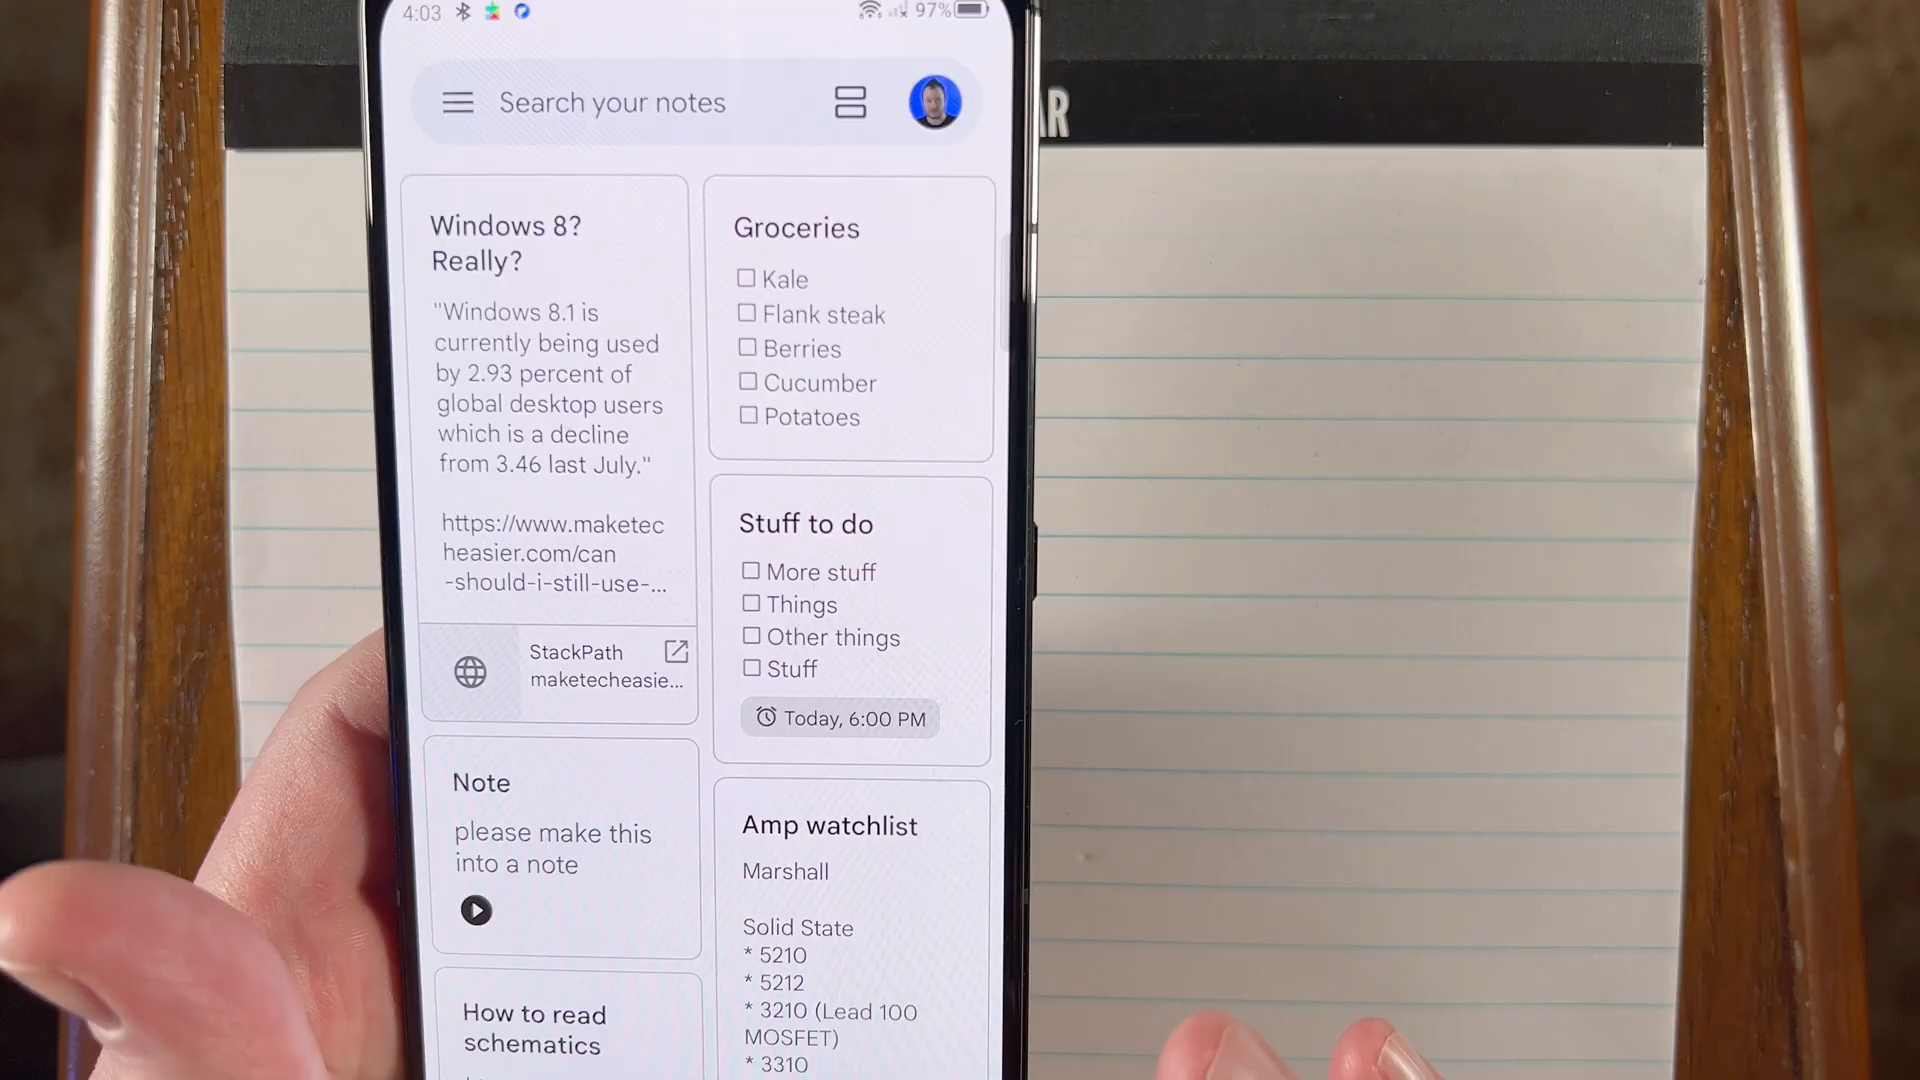 4:03
97%
Search your notes
AR
Windows 8?
Really?
"Windows 8.1 is
currently being used
by 2.93 percent of
global desktop users
which is a decline
from 3.46 last July."
https://www.maketec
heasier.com/can
-should-i-still-use-...
StackPath
maketecheasie...
Note
please make this
into a note
How to read
schematics
Groceries
Kale
Flank steak
Berries
Cucumber
Potatoes
Stuff to do
More stuff
Things
Other things
Stuff
Today, 6:00 PM
Amp watchlist
Marshall
Solid State
* 5210
* 5212
* 3210 (Lead 100
MOSFET)
* 3310